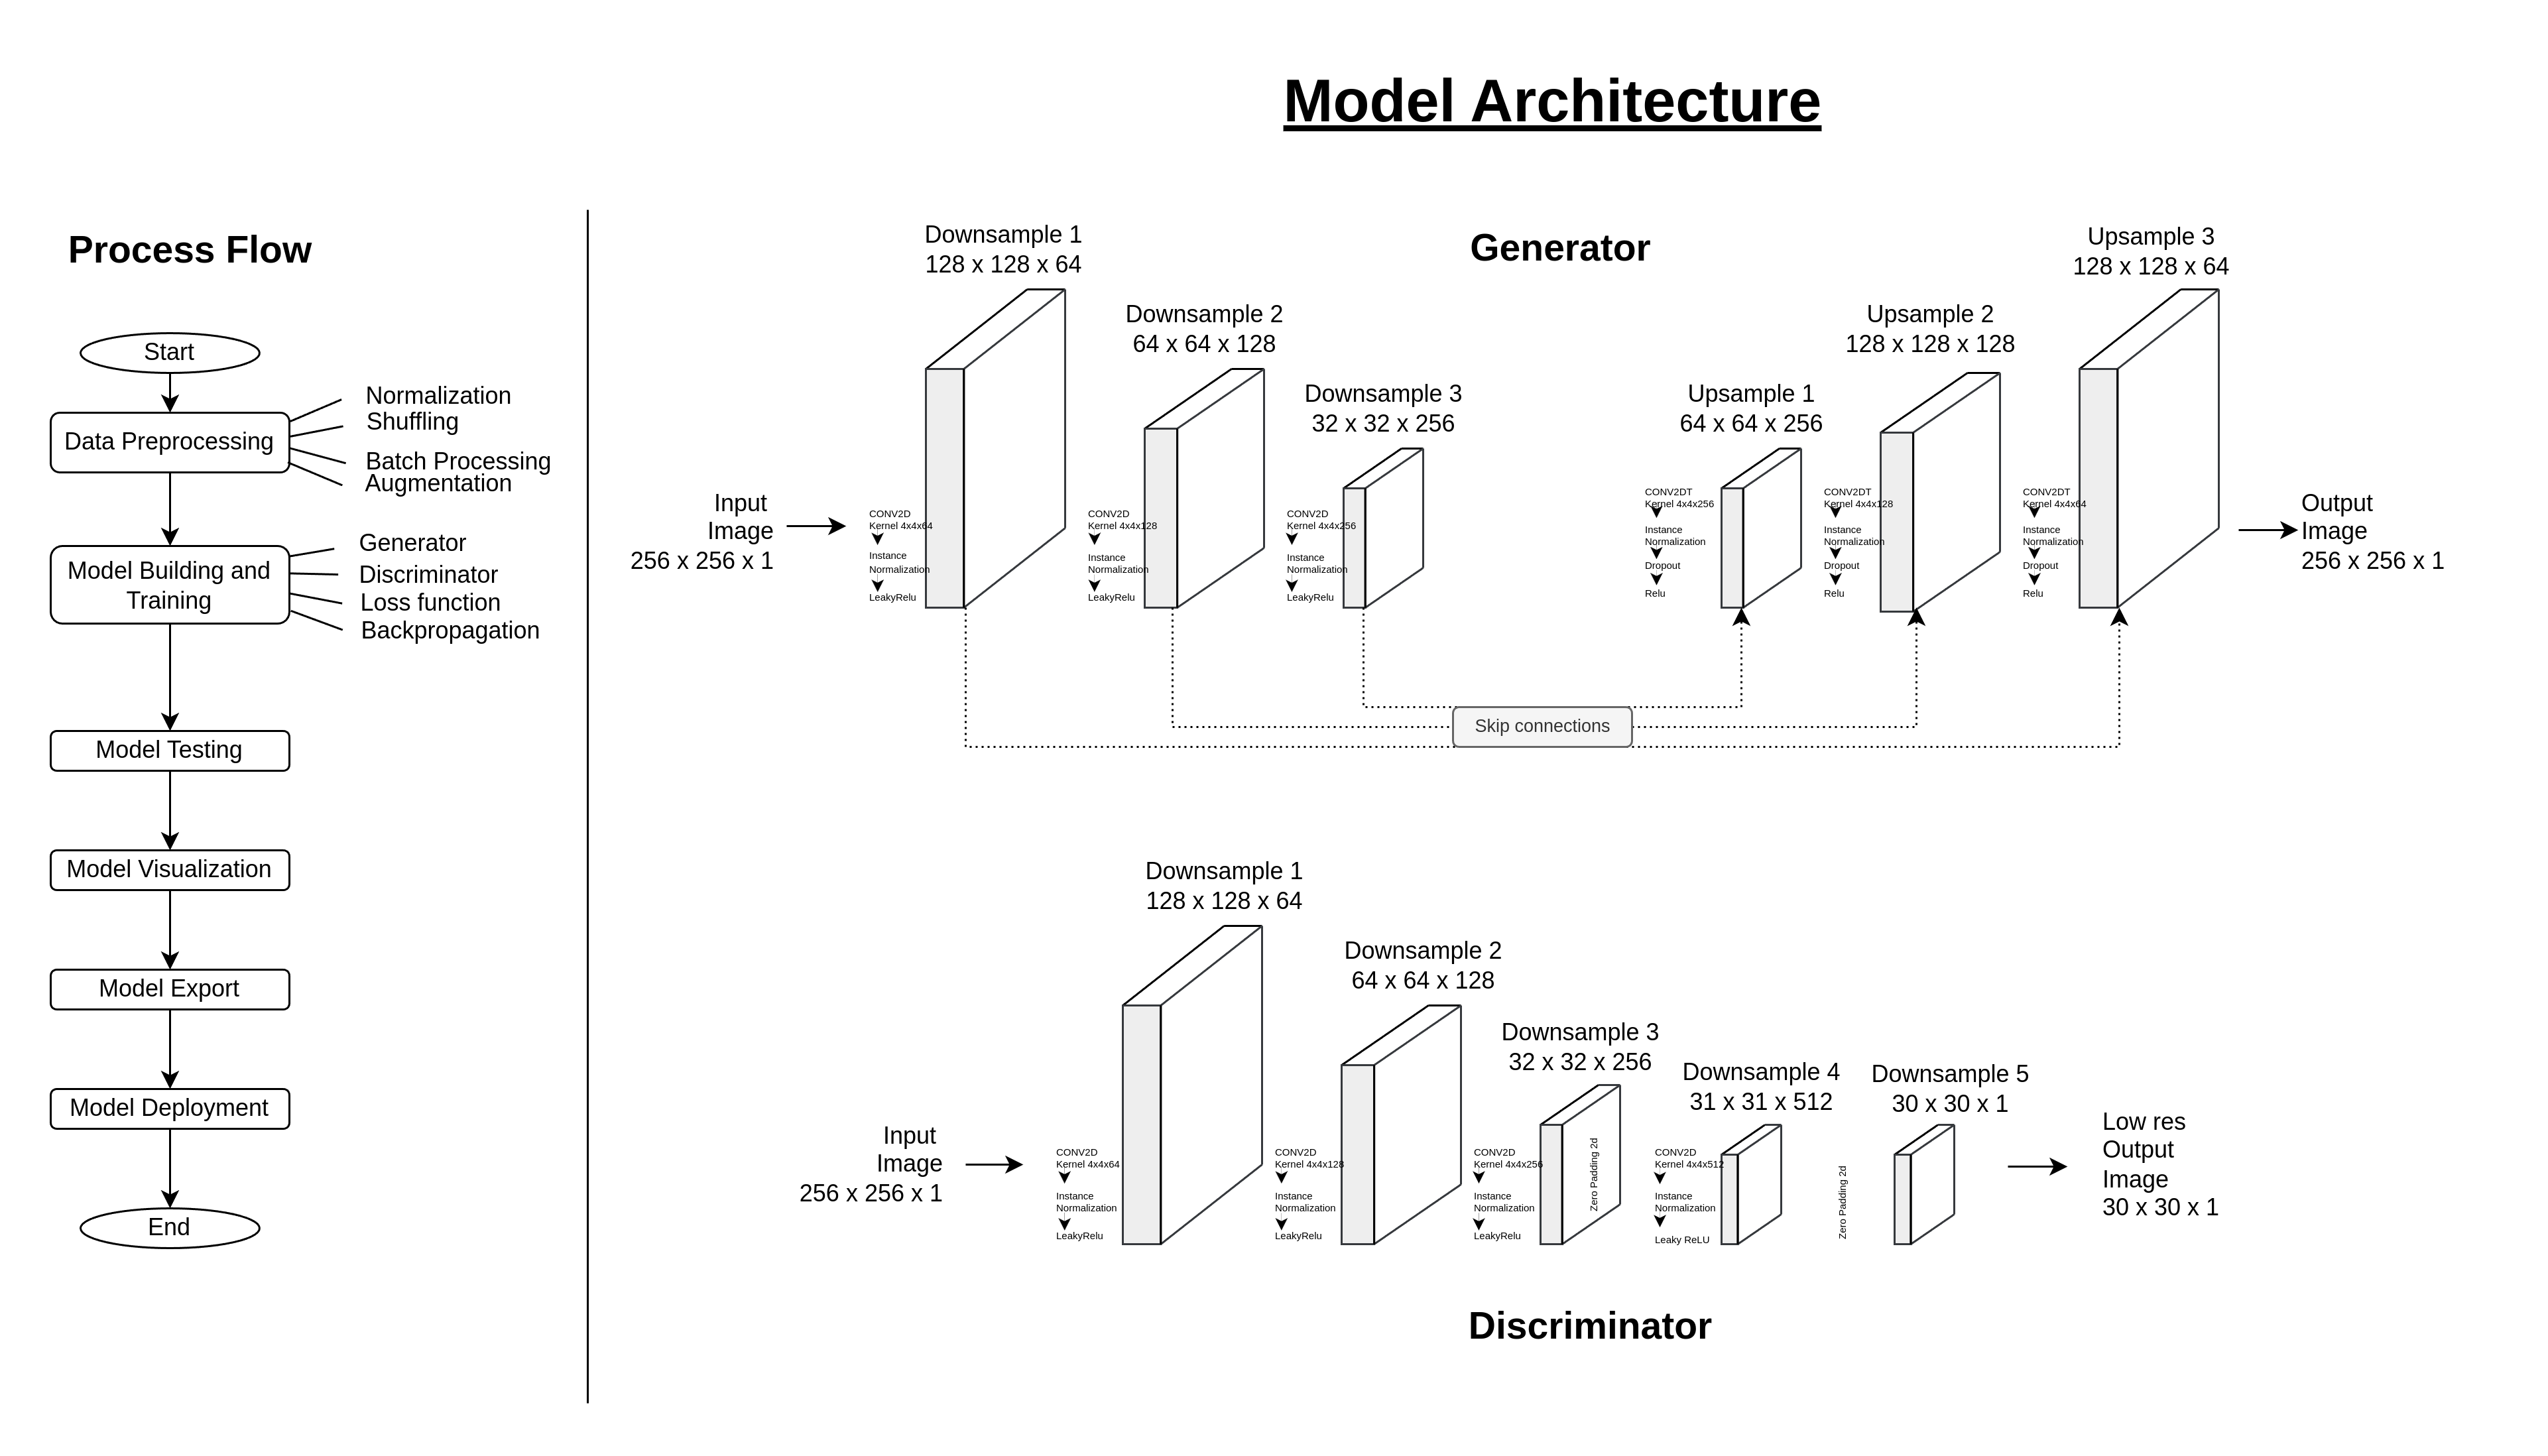 Model Architecture
Process Flow
Start
Data Preprocessing
Normalization
Shuffling
Batch Processing
Augmentation
Model Building and
Training
Generator
Discriminator
Loss function
Backpropagation
Model Testing
Model Visualization
Model Export
Model Deployment
End
Generator
Input
Image
256 x 256 x 1
Downsample 1
128 x 128 x 64
CONV2D
Kernel 4x4x64
Instance
Normalization
LeakyRelu
Downsample 2
64 x 64 x 128
CONV2D
Kernel 4x4x128
Instance
Normalization
LeakyRelu
Downsample 3
32 x 32 x 256
CONV2D
Kernel 4x4x256
Instance
Normalization
LeakyRelu
Upsample 1
64 x 64 x 256
CONV2DT
Kernel 4x4x256
Instance
Normalization
Dropout
Relu
Upsample 2
128 x 128 x 128
CONV2DT
Kernel 4x4x128
Instance
Normalization
Dropout
Relu
Upsample 3
128 x 128 x 64
CONV2DT
Kernel 4x4x64
Instance
Normalization
Dropout
Relu
Output
Image
256 x 256 x 1
Skip connections
Input
Image
256 x 256 x 1
Downsample 1
128 x 128 x 64
CONV2D
Kernel 4x4x64
Instance
Normalization
LeakyRelu
Downsample 2
64 x 64 x 128
CONV2D
Kernel 4x4x128
Instance
Normalization
LeakyRelu
Downsample 3
32 x 32 x 256
CONV2D
Kernel 4x4x256
Instance
Normalization
LeakyRelu
Zero Padding 2d
Downsample 4
31 x 31 x 512
CONV2D
Kernel 4x4x512
Instance
Normalization
Leaky ReLU
Zero Padding 2d
Downsample 5
30 x 30 x 1
Low res
Output
Image
30 x 30 x 1
Discriminator